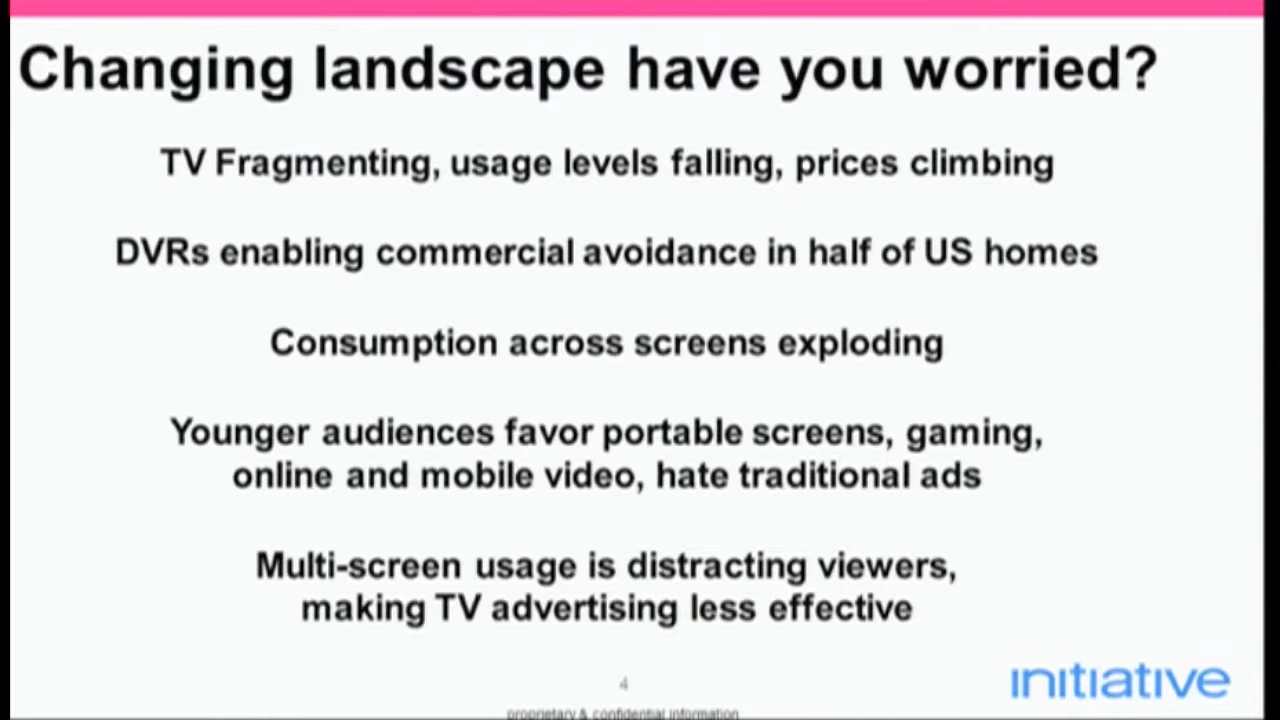 Changing landscape have you worried?
TV Fragmenting, usage levels falling, prices climbing
DVRs enabling commercial avoidance in half of US homes
Consumption across screens exploding
Younger audiences favor portable screens, gaming,
online and mobile video, hate traditional ads
Multi-screen usage is distracting viewers,
making TV advertising less effective
4
initiative
proprietary & confidential information